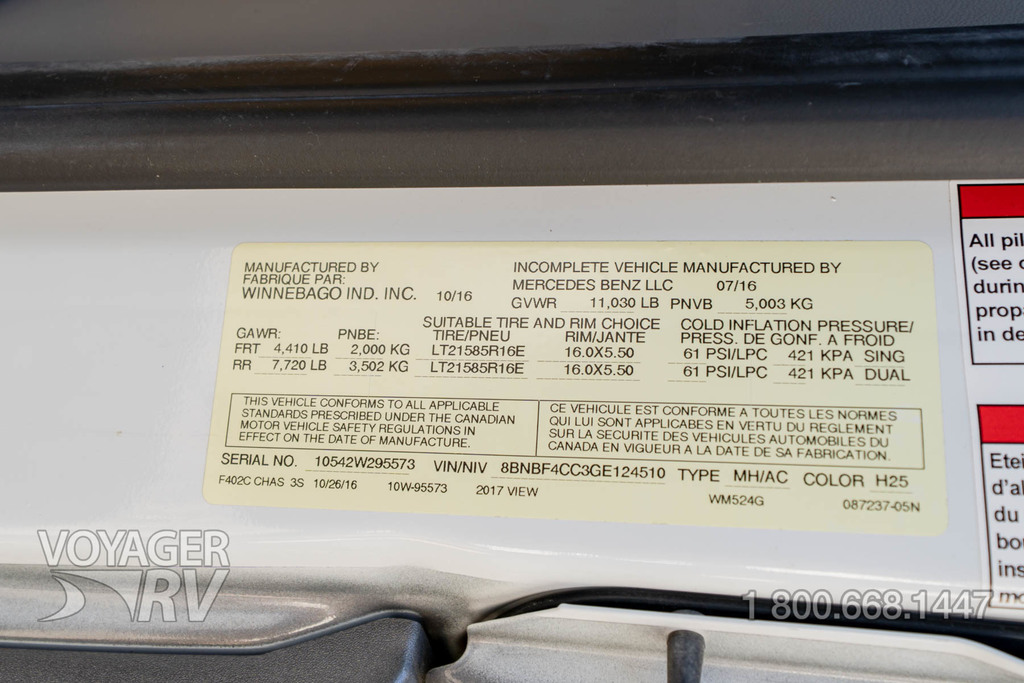 MANUFACTURED BY
FABRIQUE PAR:
WINNEBAGO IND. INC. 10/16
INCOMPLETE VEHICLE MANUFACTURED BY
MERCEDES BENZ LLC 07/16
GVWR 11,030 LB PNVB 5,003 KG
GAWR: PNBE:
SUITABLE TIRE AND RIM CHOICE
TIRE/PNEU RIM/JANTE
COLD INFLATION PRESSURE/
PRESS. DE GONF. A FROID
FRT 4,410 LB 2,000 KG LT21585R16E 16.0X5.50 61 PSI/LPC 421 KPA SING
RR 7,720 LB 3,502 KG LT21585R16E 16.0X5.50 61 PSI/LPC 421 KPA DUAL
THIS VEHICLE CONFORMS TO ALL APPLICABLE
STANDARDS PRESCRIBED UNDER THE CANADIAN
MOTOR VEHICLE SAFETY REGULATIONS IN
EFFECT ON THE DATE OF MANUFACTURE.
CE VEHICULE EST CONFORME A TOUTES LES NORMES
QUI LUI SONT APPLICABES EN VERTU DU REGLEMENT
SUR LA SECURITE DES VEHICULES AUTOMOBILES DU
CANADA EN VIGUEUR A LA DATE DE SA FABRICATION.
SERIAL NO. 10542W295573 VIN/NIV 8BNBF4CC3GE124510 TYPE MH/AC COLOR H25
F402C CHAS 3S 10/26/16 10W-95573 2017 VIEW WM524G 087237-05N
All
(see
in
du
VOYAGER
RV
1 800.668.1447